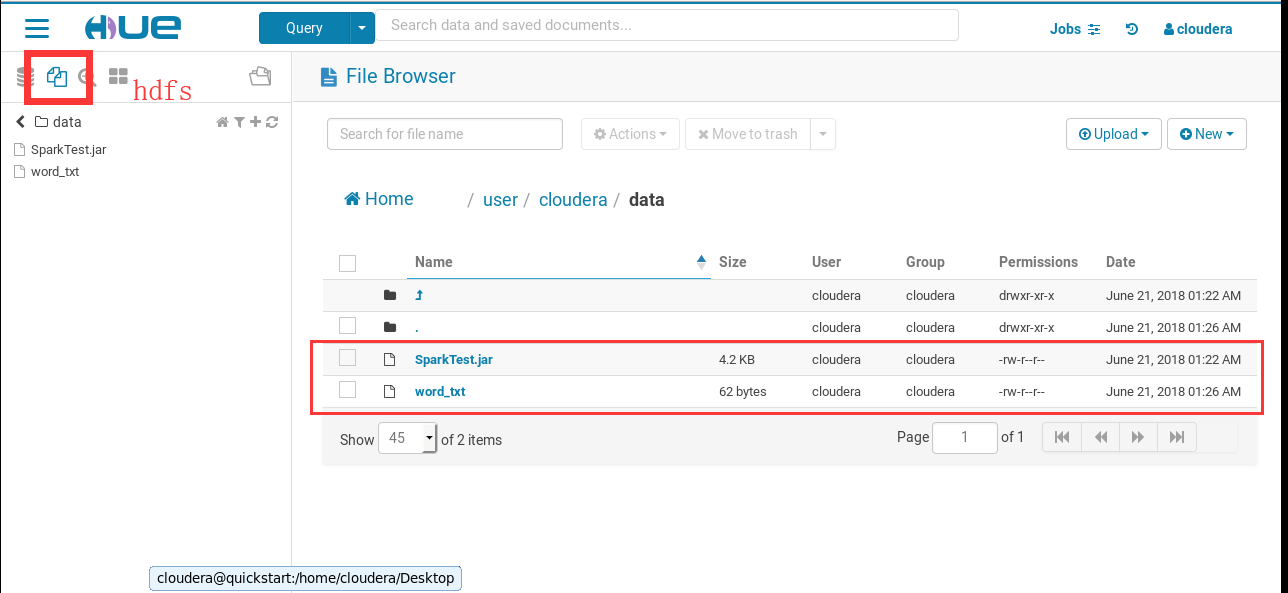 HUE Query Search data and saved documents... Jobs cloudera
hdfs
File Browser
data
SparkTest.jar
word_txt
Search for file name Actions Move to trash Upload New
Home / user / cloudera / data
Name Size User Group Permissions Date
cloudera cloudera drwxr-xr-x June 21, 2018 01:22 AM
. cloudera cloudera drwxr-xr-x June 21, 2018 01:26 AM
SparkTest.jar 4.2 KB cloudera cloudera -rw-r--r-- June 21, 2018 01:22 AM
word_txt 62 bytes cloudera cloudera -rw-r--r-- June 21, 2018 01:26 AM
Show 45 of 2 items Page 1 of 1
cloudera@quickstart:/home/cloudera/Desktop